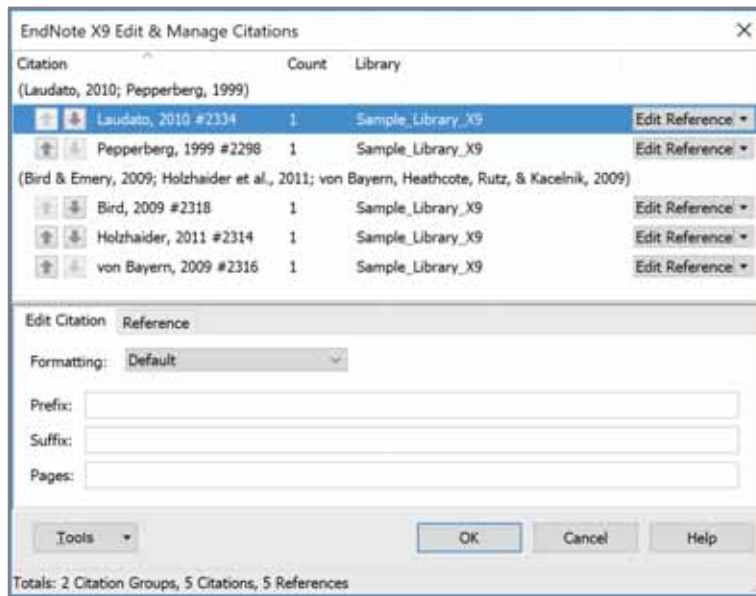 EndNote X9 Edit & Manage Citations
Citation Count Library
(Laudato, 2010; Pepperberg, 1999)
Laudato, 2010 #2334 1 Sample_Library_X9 Edit Reference
Pepperberg, 1999 #2298 1 Sample_Library_X9 Edit Reference
(Bird & Emery, 2009; Holzhaider et al., 2011; von Bayern, Heathcote, Rutz, & Kacelnik, 2009)
Bird, 2009 #2318 1 Sample_Library_X9 Edit Reference
Holzhaider, 2011 #2314 1 Sample_Library_X9 Edit Reference
von Bayern, 2009 #2316 1 Sample_Library_X9 Edit Reference
Edit Citation Reference
Formatting: Default
Prefix:
Suffix:
Pages:
Tools OK Cancel Help
Totals: 2 Citation Groups, 5 Citations, 5 References